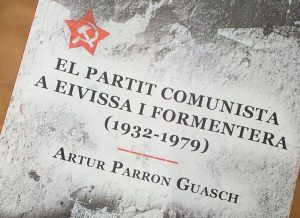 EL PARTIT COMUNISTA
A EIVISSA I FORMENTERA
(1932-1979)
ARTUR PARRON GUASCH